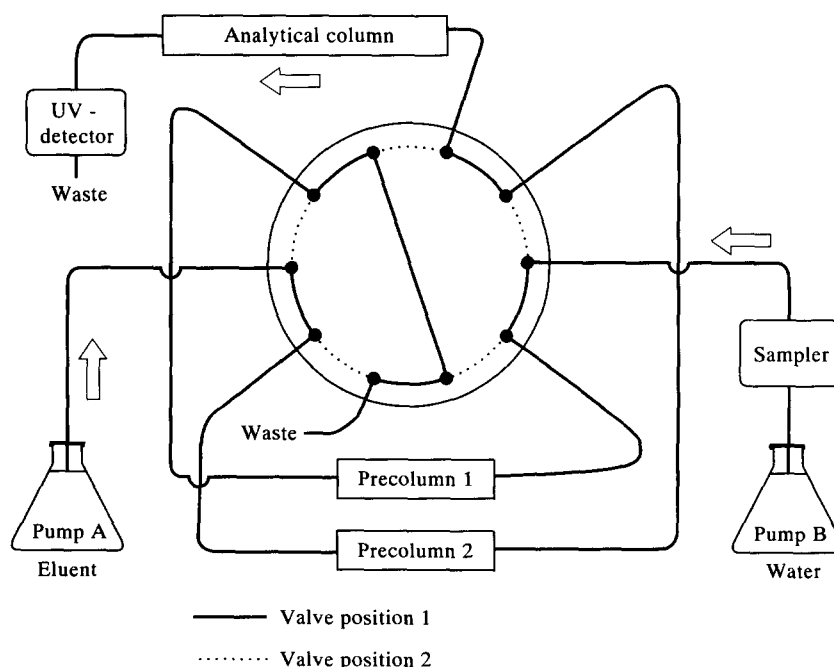 Analytical column
UV -
detector
Waste
Sampler
Waste
Precolumn 1
Pump A
Pump B
Precolumn 2
Eluent
Water
Valve position 1
Valve position 2